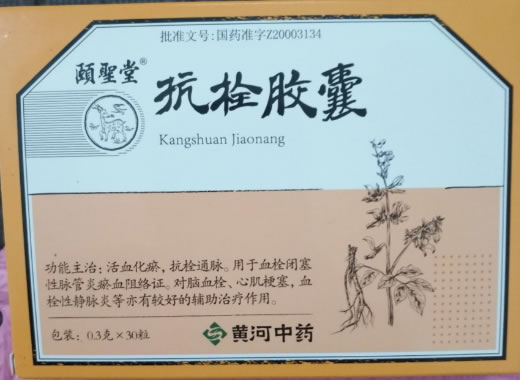 批准文号:国药准字Z20003134
頤聖堂®
抗栓胶囊
Kangshuan Jiaonang
功能主治:活血化瘀,抗栓通脉。用于血栓闭塞
性脉管炎瘀血阻络证。对脑血栓、心肌梗塞,血
栓性静脉炎等亦有较好的辅助治疗作用。
包装:0.3克×30粒
黄河中药